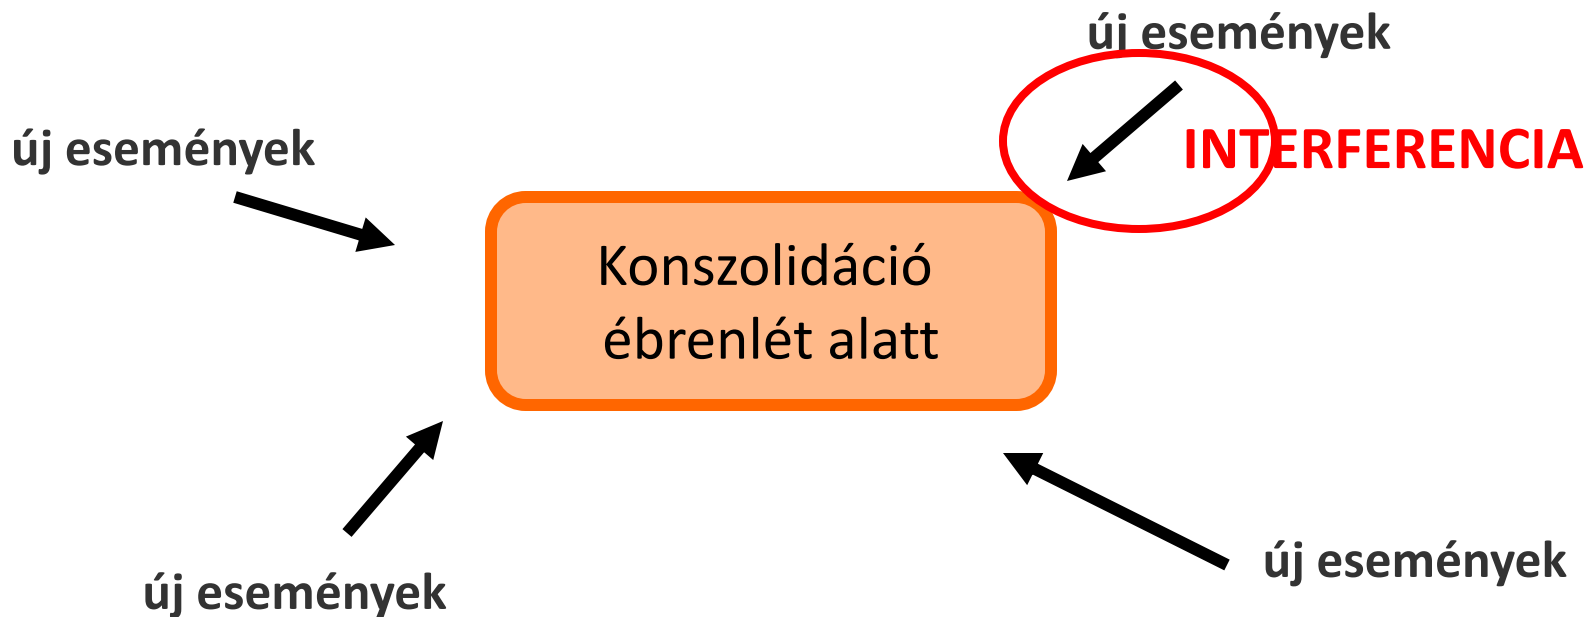 új események
új események
INTERFERENCIA
Konszolidáció
ébrenlét alatt
új események
új események